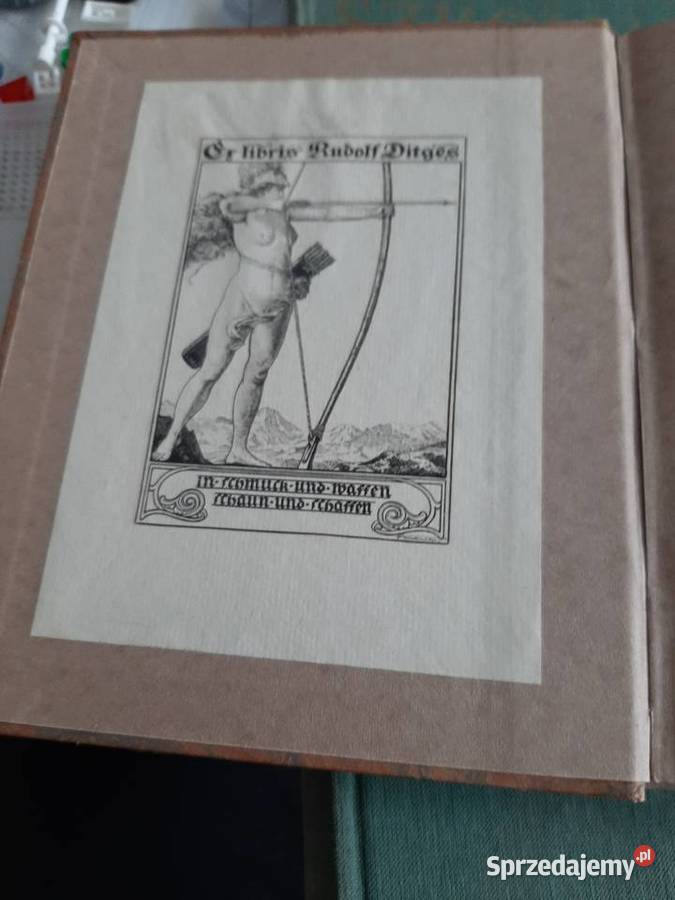 Ex libris Rudolf Ditges
in·schmuck·und·waffen
schaun·und·schaffen
Sprzedajemy.pl